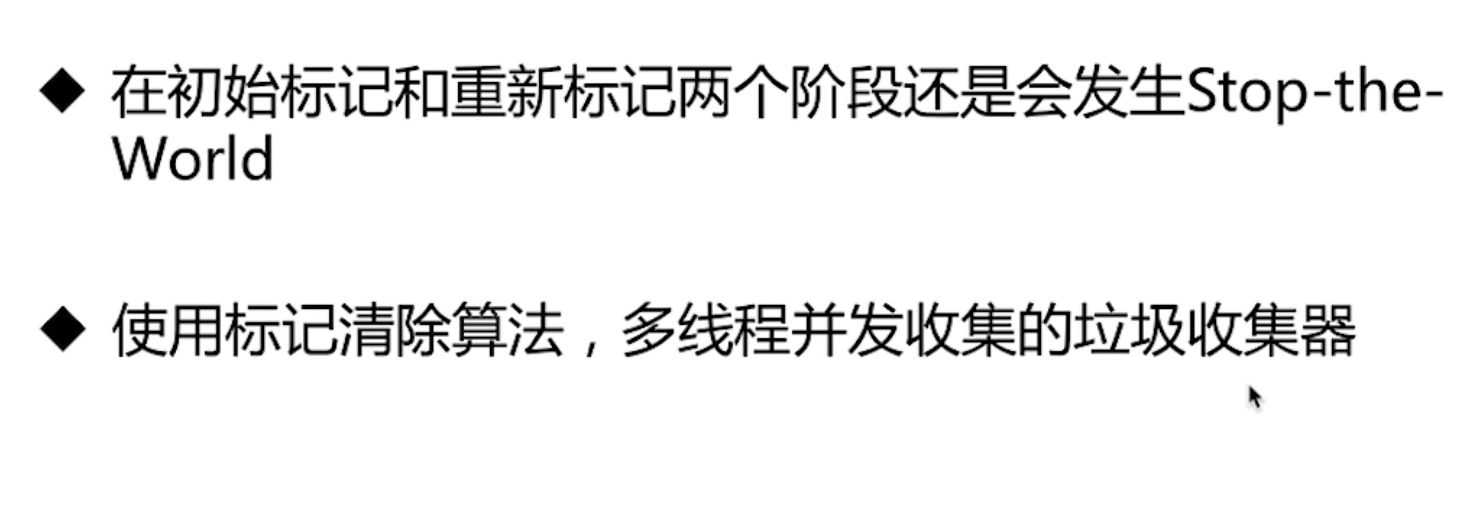 ◆ 在初始标记和重新标记两个阶段还是会发生Stop-the-
World
◆ 使用标记清除算法，多线程并发收集的垃圾收集器